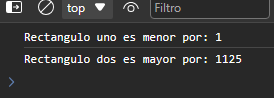 top
Filtro
Rectangulo uno es menor por: 1
Rectangulo dos es mayor por: 1125